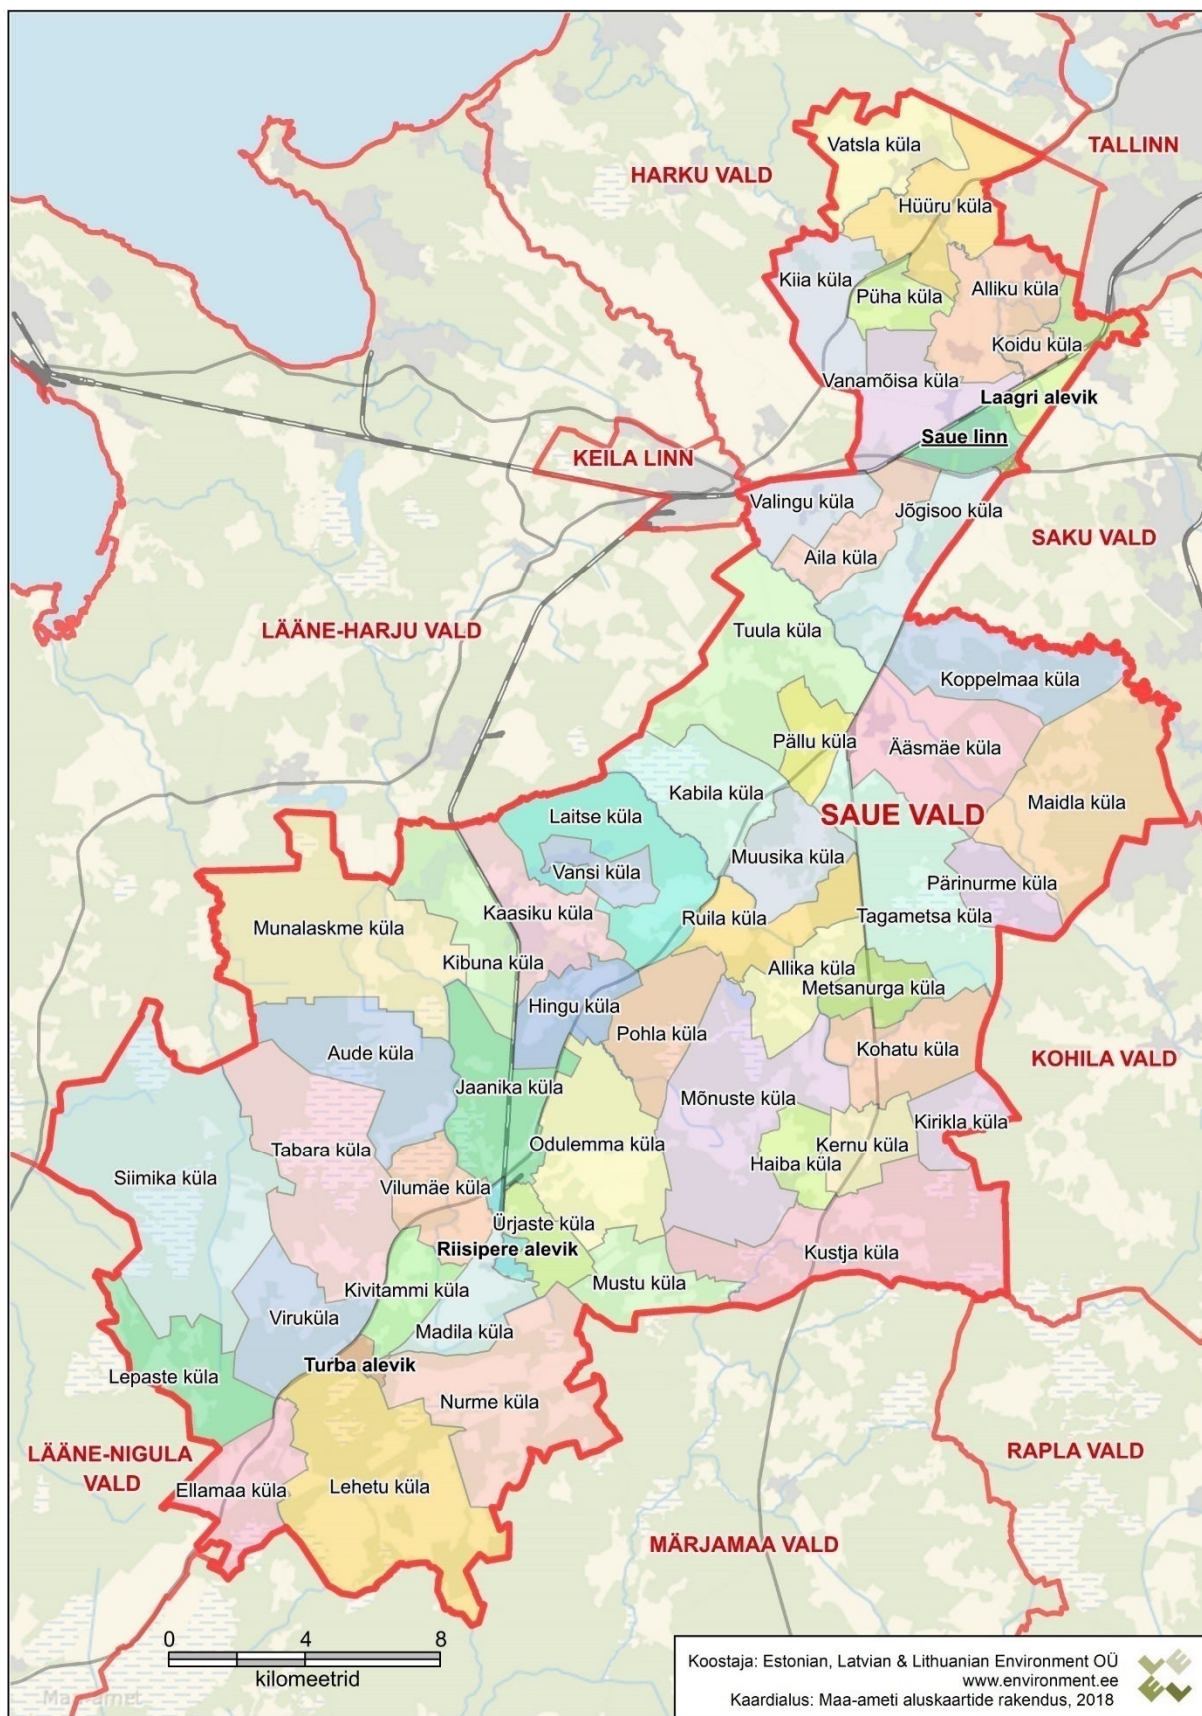 Vatsla küla
TALLINN
HARKU VALD
Hüüru küla
Kiia küla
Alliku küla
Püha küla
Koidu küla
Vanamõisa küla
Laagri alevik
Saue linn
KEILA LINN
Valingu küla
Jõgisoo küla
SAKU VALD
Aila küla
LÄÄNE-HARJU VALD
Tuula küla
Koppelmaa küla
Pällu küla
Ääsmäe küla
Kabila küla
Maidla küla
Laitse küla
SAUE VALD
Muusika küla
Vansi küla
Pärinurme küla
Kaasiku küla
Ruila küla
Tagametsa küla
Munalaskme küla
Kibuna küla
Allika küla
Metsanurga küla
Hingu küla
Pohla küla
Aude küla
Kohatu küla
KOHILA VALD
Jaanika küla
Mõnuste küla
Kirikla küla
Tabara küla
Odulemma küla
Kernu küla
Haiba küla
Siimika küla
Vilumäe küla
Ürjaste küla
Riisipere alevik
Kustja küla
Kivitammi küla
Mustu küla
Viruküla
Madila küla
Turba alevik
Lepaste küla
Nurme küla
LÄÄNE-NIGULA
VALD
RAPLA VALD
Ellamaa küla
Lehetu küla
MÄRJAMAA VALD
0 4 8
kilomeetrid
Koostaja: Estonian, Latvian & Lithuanian Environment OÜ
www.environment.ee
Kaardialus: Maa-ameti aluskaartide rakendus, 2018
Maa-amet